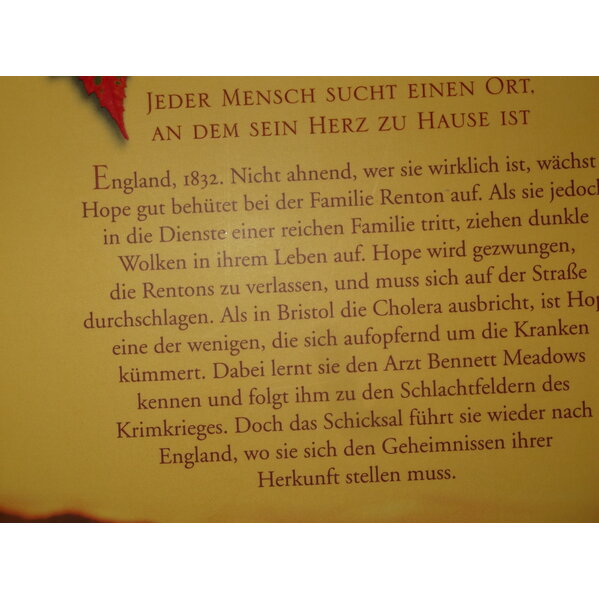 JEDER MENSCH SUCHT EINEN ORT,
AN DEM SEIN HERZ ZU HAUSE IST
England, 1832. Nicht ahnend, wer sie wirklich ist, wächst
Hope gut behütet bei der Familie Renton auf. Als sie jedoch
in die Dienste einer reichen Familie tritt, ziehen dunkle
Wolken in ihrem Leben auf. Hope wird gezwungen,
die Rentons zu verlassen, und muss sich auf der Straße
durchschlagen. Als in Bristol die Cholera ausbricht, ist Hop
eine der wenigen, die sich aufopfernd um die Kranken
kümmert. Dabei lernt sie den Arzt Bennett Meadows
kennen und folgt ihm zu den Schlachtfeldern des
Krimkrieges. Doch das Schicksal führt sie wieder nach
England, wo sie sich den Geheimnissen ihrer
Herkunft stellen muss.